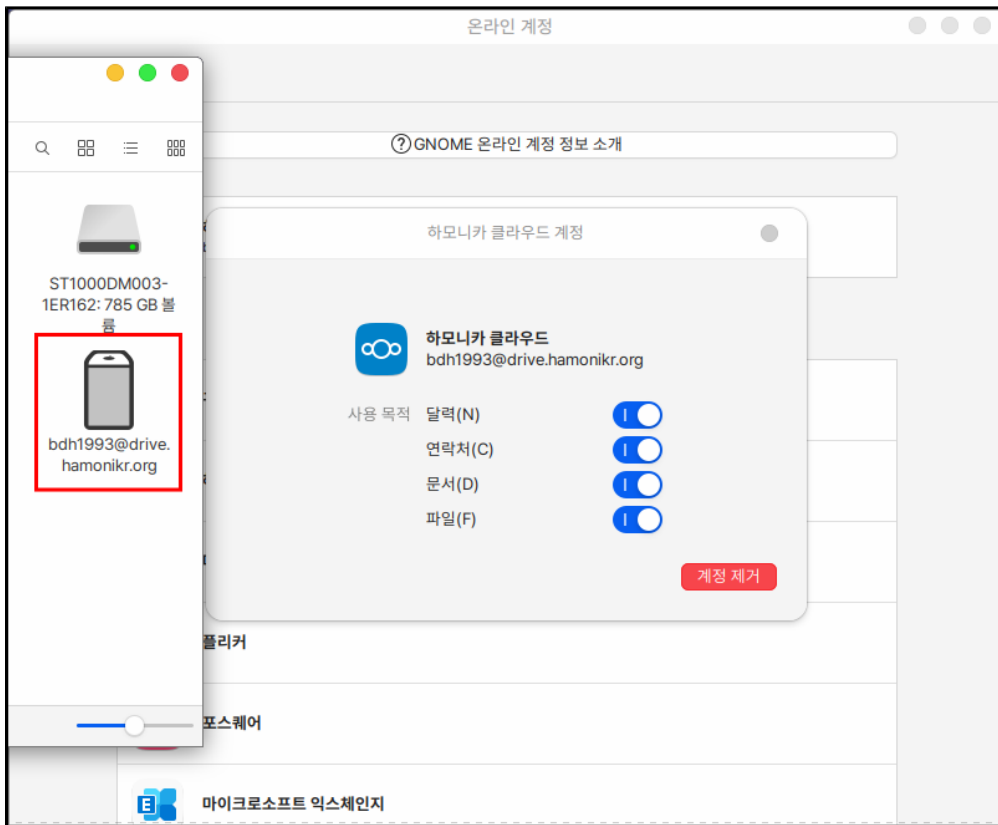 온라인 계정
GNOME 온라인 계정 정보 소개
ST1000DM003-
1ER162: 785 GB 볼
륨
bdh1993@drive.
hamonikr.org
하모니카 클라우드 계정
하모니카 클라우드
bdh1993@drive.hamonikr.org
사용 목적 달력(N)
연락처(C)
문서(D)
파일(F)
계정 제거
플리커
포스퀘어
E 마이크로소프트 익스체인지